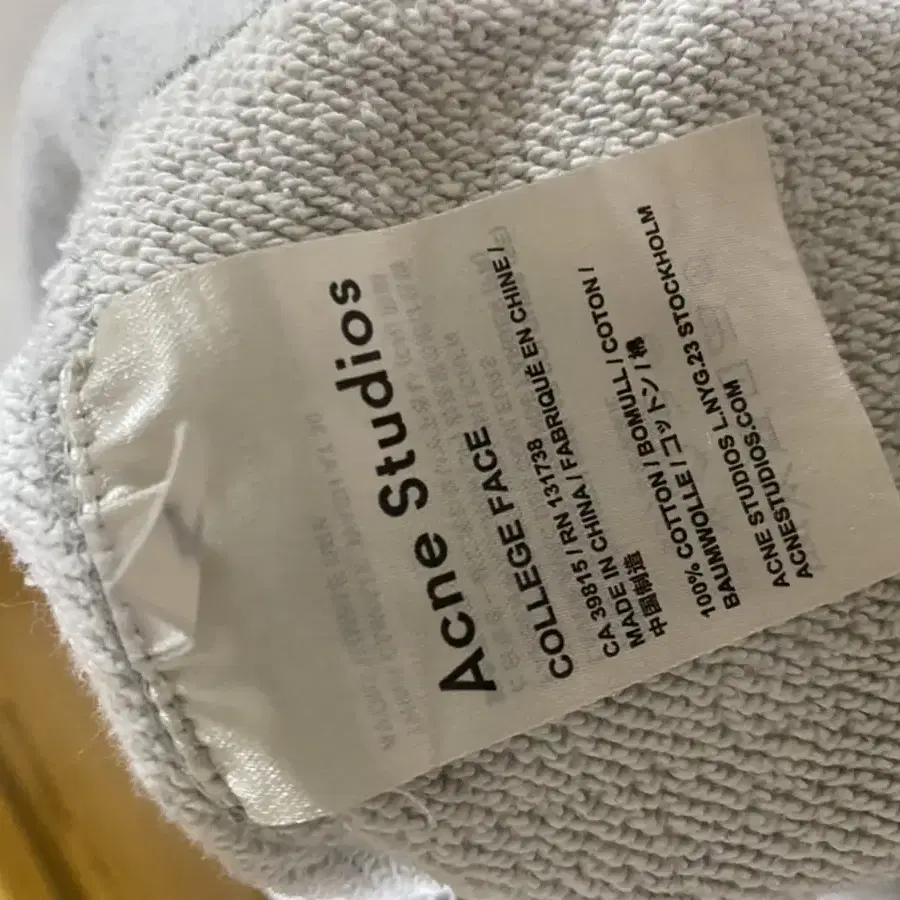 Acne Studios
COLLEGE FACE
CA 39815 / RN 131738
MADE IN CHINA / FABRIQUÉ EN CHINE /
中国制造
100% COTTON / BOMULL / COTON /
BAUMWOLLE / コットン / 棉
ACNE STUDIOS L.NYG.23 STOCKHOLM
ACNESTUDIOS.COM